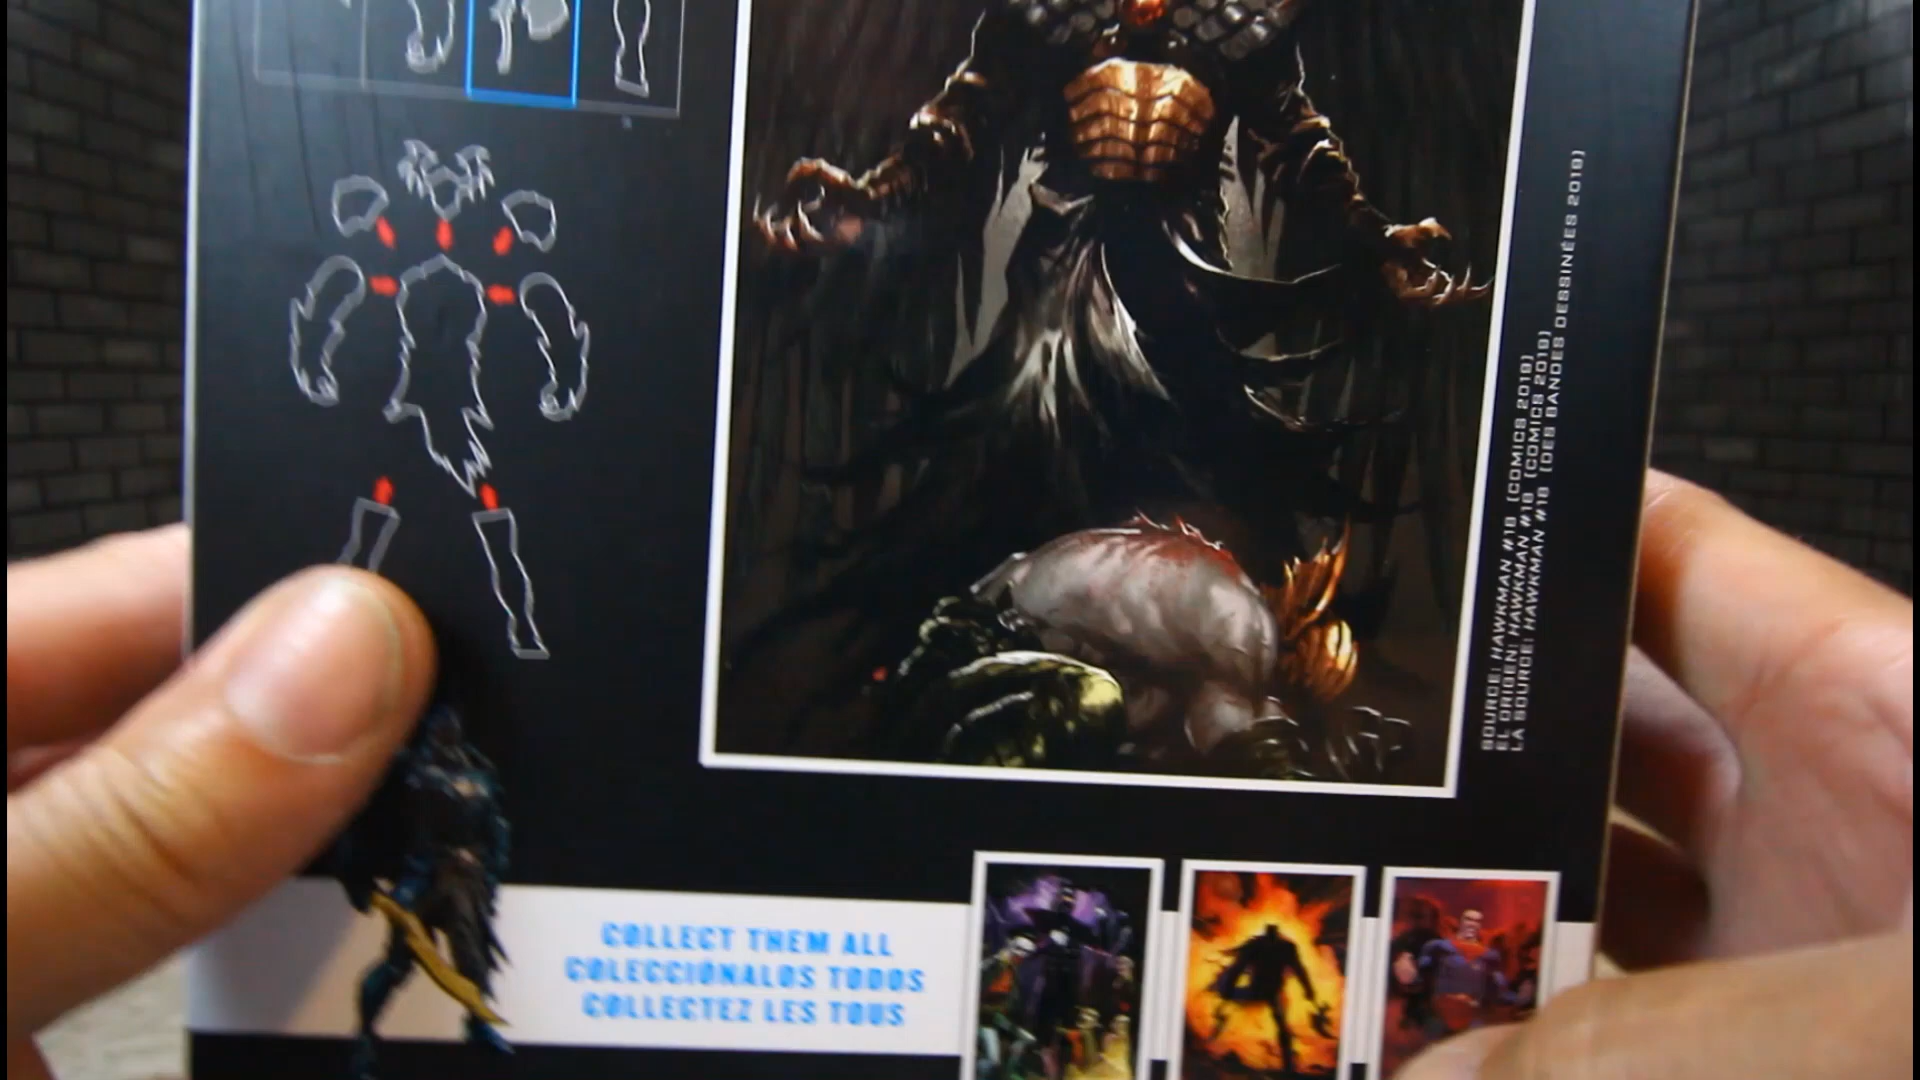 SOURCE: HAWKMAN #18 (COMICS 2019)
EL ORIGEN: HAWKMAN #18 (COMICS 2019)
LA SOURCE: HAWKMAN #18 (DES BANDES DESSINÉES 2019)
COLLECT THEM ALL
COLECCIÓNALOS TODOS
COLLECTEZ LES TOUS